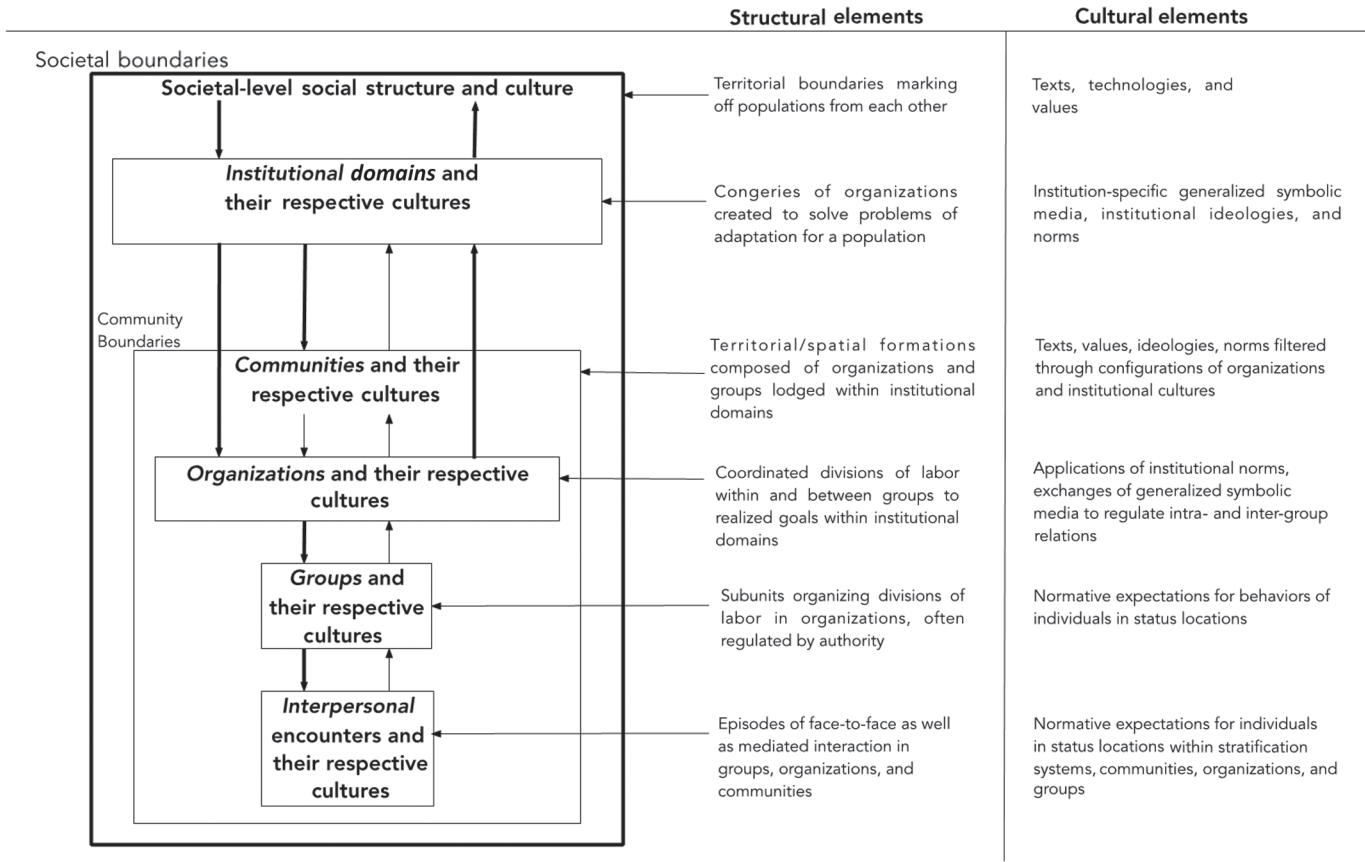 Structural elements
Cultural elements
Societal boundaries
Societal-level social structure and culture
Territorial boundaries marking
off populations from each other
Texts, technologies, and
values
Institutional domains and
their respective cultures
Congeries of organizations
created to solve problems of
adaptation for a population
Institution-specific generalized symbolic
media, institutional ideologies, and
norms
Community
Boundaries
Communities and their
respective cultures
Territorial/spatial formations
composed of organizations and
groups lodged within institutional
domains
Texts, values, ideologies, norms filtered
through configurations of organizations
and institutional cultures
Organizations and their respective
cultures
Coordinated divisions of labor
within and between groups to
realized goals within institutional
domains
Applications of institutional norms,
exchanges of generalized symbolic
media to regulate intra- and inter-group
relations
Groups and
their respective
cultures
Subunits organizing divisions of
labor in organizations, often
regulated by authority
Normative expectations for behaviors of
individuals in status locations
Interpersonal
encounters and
their respective
cultures
Episodes of face-to-face as well
as mediated interaction in
groups, organizations, and
communities
Normative expectations for individuals
in status locations within stratification
systems, communities, organizations, and
groups